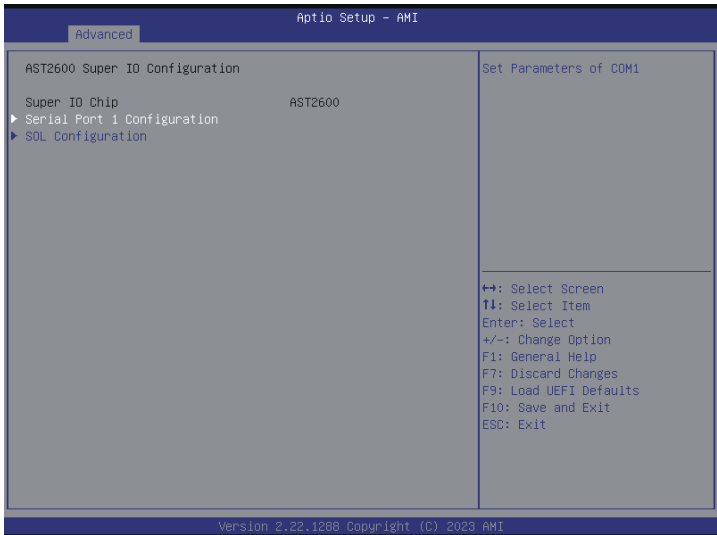 Aptio Setup – AMI
Advanced
AST2600 Super IO Configuration
Super IO Chip AST2600
Serial Port 1 Configuration
SOL Configuration
Set Parameters of COM1
↔: Select Screen
↑↓: Select Item
Enter: Select
+/-: Change Option
F1: General Help
F7: Discard Changes
F9: Load UEFI Defaults
F10: Save and Exit
ESC: Exit
Version 2.22.1288 Copyright (C) 2023 AMI